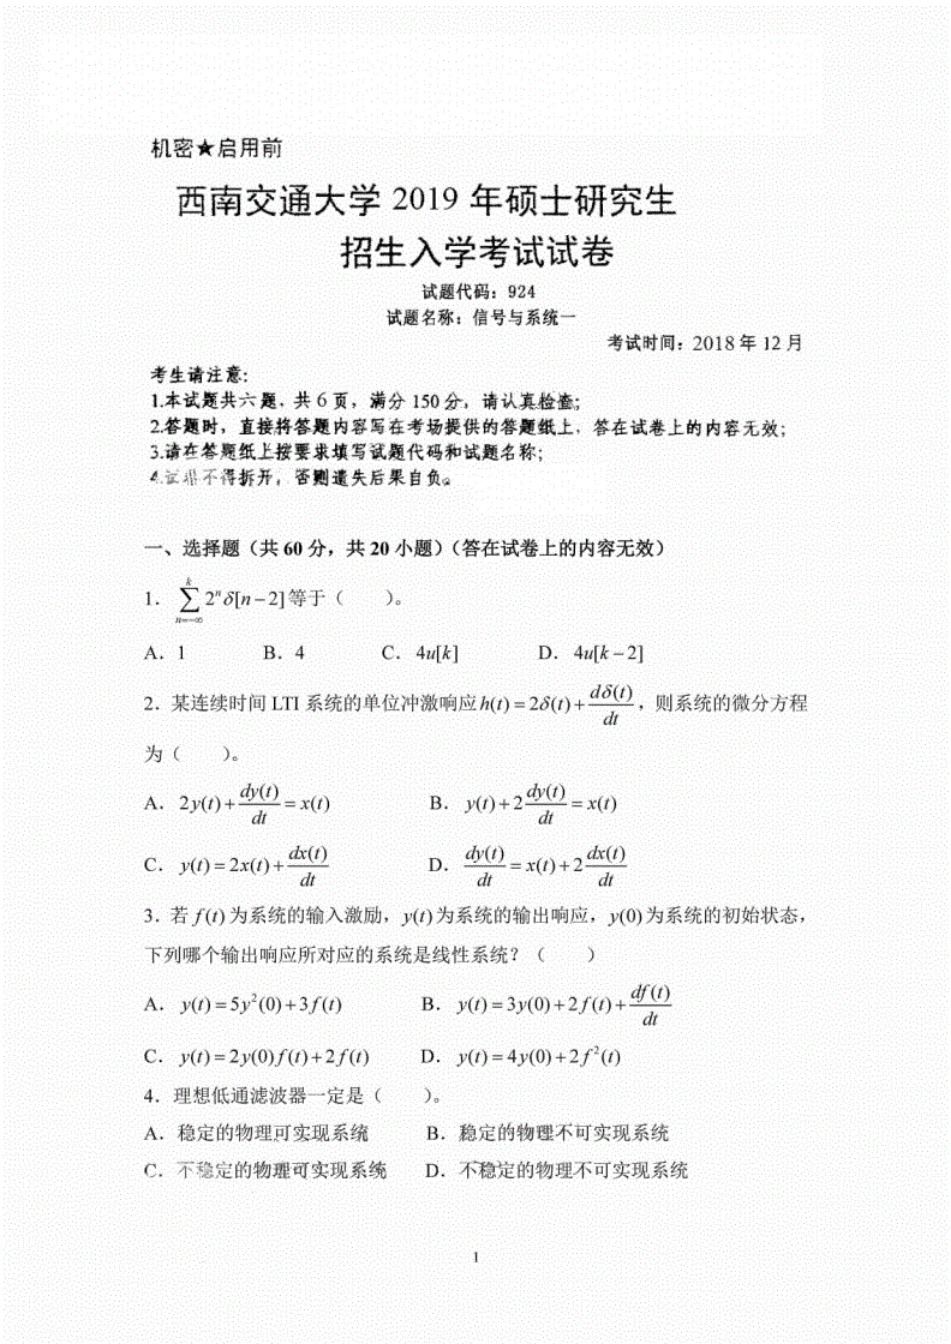 机密★启用前
西南交通大学 2019 年硕士研究生
招生入学考试试卷
试题代码：924
试题名称：信号与系统一
考试时间：2018 年 12 月
考生请注意：
1.本试题共六题，共 6 页，满分 150 分，请认真检查；
2.答题时，直接将答题内容写在考场提供的答题纸上，答在试卷上的内容无效；
3.请在答题纸上按要求填写试题代码和试题名称；
4.试卷不得拆开，否则遗失后果自负。
一、选择题（共 60 分，共 20 小题）（答在试卷上的内容无效）
1． \sum_{n=-∞}^{k} 2^n δ[n−2] 等于（　　）。
A．1　B．4　C．4u[k]　D．4u[k−2]
2．某连续时间 LTI 系统的单位冲激响应 h(t) = 2δ(t) + \frac{dδ(t)}{dt}，则系统的微分方程
为（　　）。
A．2y(t) + \frac{dy(t)}{dt} = x(t)　B．y(t) + 2\frac{dy(t)}{dt} = x(t)
C．y(t) = 2x(t) + \frac{dx(t)}{dt}　D．\frac{dy(t)}{dt} = x(t) + 2\frac{dx(t)}{dt}
3．若 f(t) 为系统的输入激励，y(t) 为系统的输出响应，y(0) 为系统的初始状态，
下列哪个输出响应所对应的系统是线性系统？（　　）
A．y(t) = 5y²(0) + 3f(t)　B．y(t) = 3y(0) + 2f(t) + \frac{df(t)}{dt}
C．y(t) = 2y(0)f(t) + 2f(t)　D．y(t) = 4y(0) + 2f²(t)
4．理想低通滤波器一定是（　　）。
A．稳定的物理可实现系统　B．稳定的物理不可实现系统
C．不稳定的物理可实现系统　D．不稳定的物理不可实现系统
1